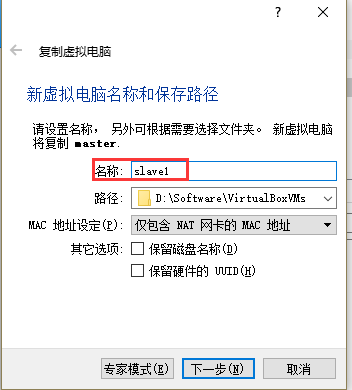 复制虚拟电脑
新虚拟电脑名称和保存路径
请设置名称，另外可根据需要选择文件夹。 新虚拟电脑
将复制 master.
名称: slave1
路径: D:\Software\VirtualBoxVMs
MAC 地址设定(P): 仅包含 NAT 网卡的 MAC 地址
其它选项: 保留磁盘名称(D)
保留硬件的 UUID(H)
专家模式(E) 下一步(N) 取消